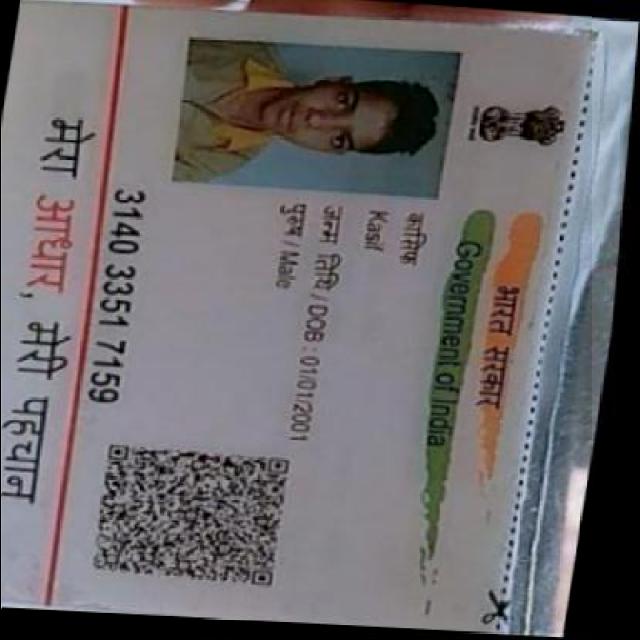 भारत सरकार
Government of India
कासिफ
Kasif
जन्म तिथि / DOB : 01/01/2001
पुरुष / Male
3140 3351 7159
मेरा आधार, मेरी पहचान